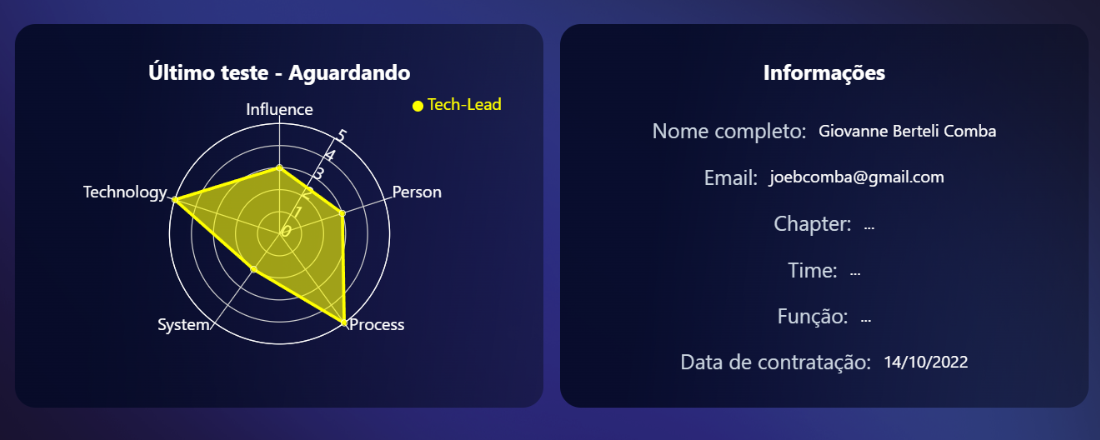 Último teste - Aguardando
Tech-Lead
Influence
5
4
3
2
1
0
Person
Technology
System
Process
Informações
Nome completo: Giovanne Berteli Comba
Email: joebcomba@gmail.com
Chapter: ...
Time: ...
Função: ...
Data de contratação: 14/10/2022